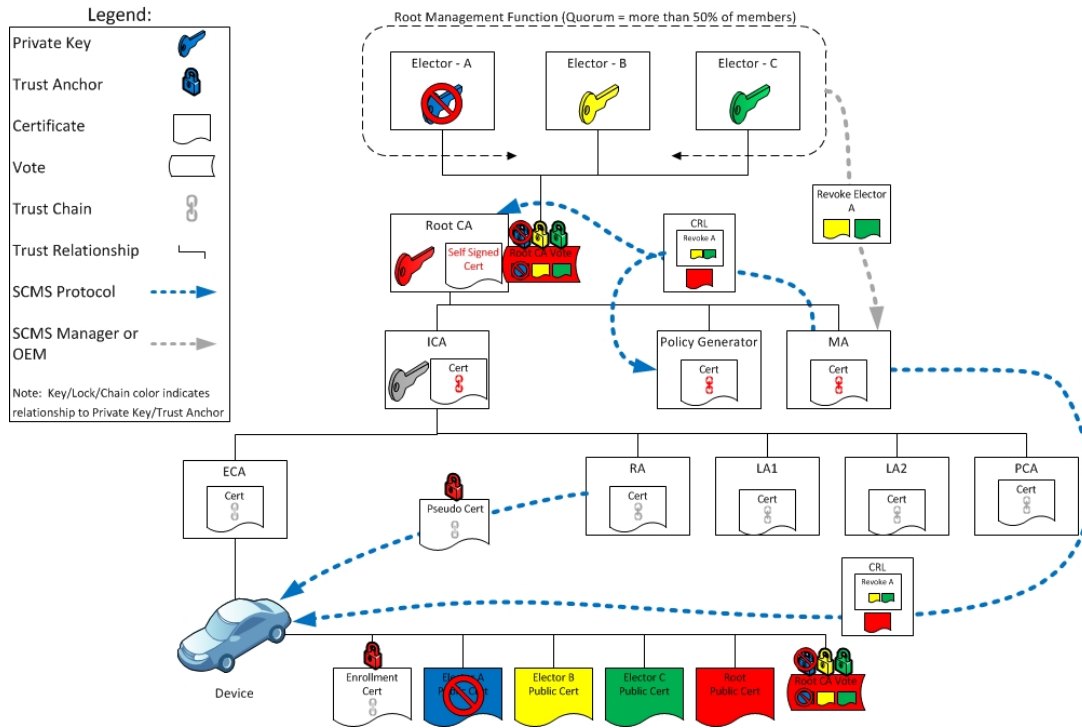 Legend:
Private Key
Trust Anchor
Certificate
Vote
Trust Chain
Trust Relationship
SCMS Protocol
SCMS Manager or
OEM
Note: Key/Lock/Chain color indicates
relationship to Private Key/Trust Anchor
Root Management Function (Quorum = more than 50% of members)
Elector - A
Elector - B
Elector - C
Revoke Elector
A
Root CA
Self Signed
Cert
Root CA Vote
CRL
Revoke A
ICA
Cert
Policy Generator
Cert
MA
Cert
ECA
Cert
Pseudo Cert
RA
Cert
LA1
Cert
LA2
Cert
PCA
Cert
CRL
Revoke A
Device
Enrollment
Cert
Elector A
Public Cert
Elector B
Public Cert
Elector C
Public Cert
Root
Public Cert
Root CA Vote